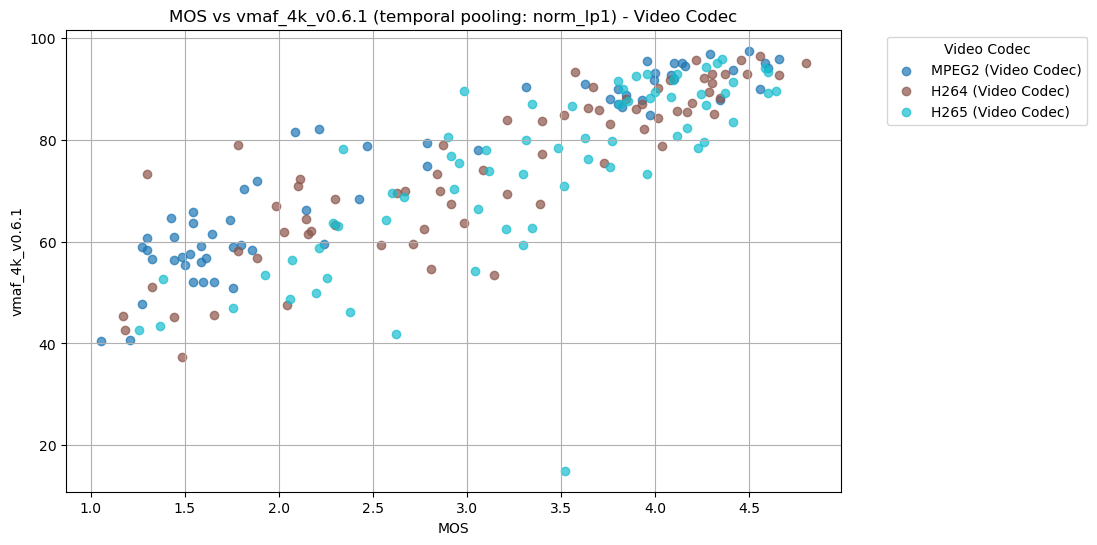 MOS vs vmaf_4k_v0.6.1 (temporal pooling: norm_lp1) - Video Codec
100
80
60
40
20
vmaf_4k_v0.6.1
1.0 1.5 2.0 2.5 3.0 3.5 4.0 4.5
MOS
Video Codec
MPEG2 (Video Codec)
H264 (Video Codec)
H265 (Video Codec)